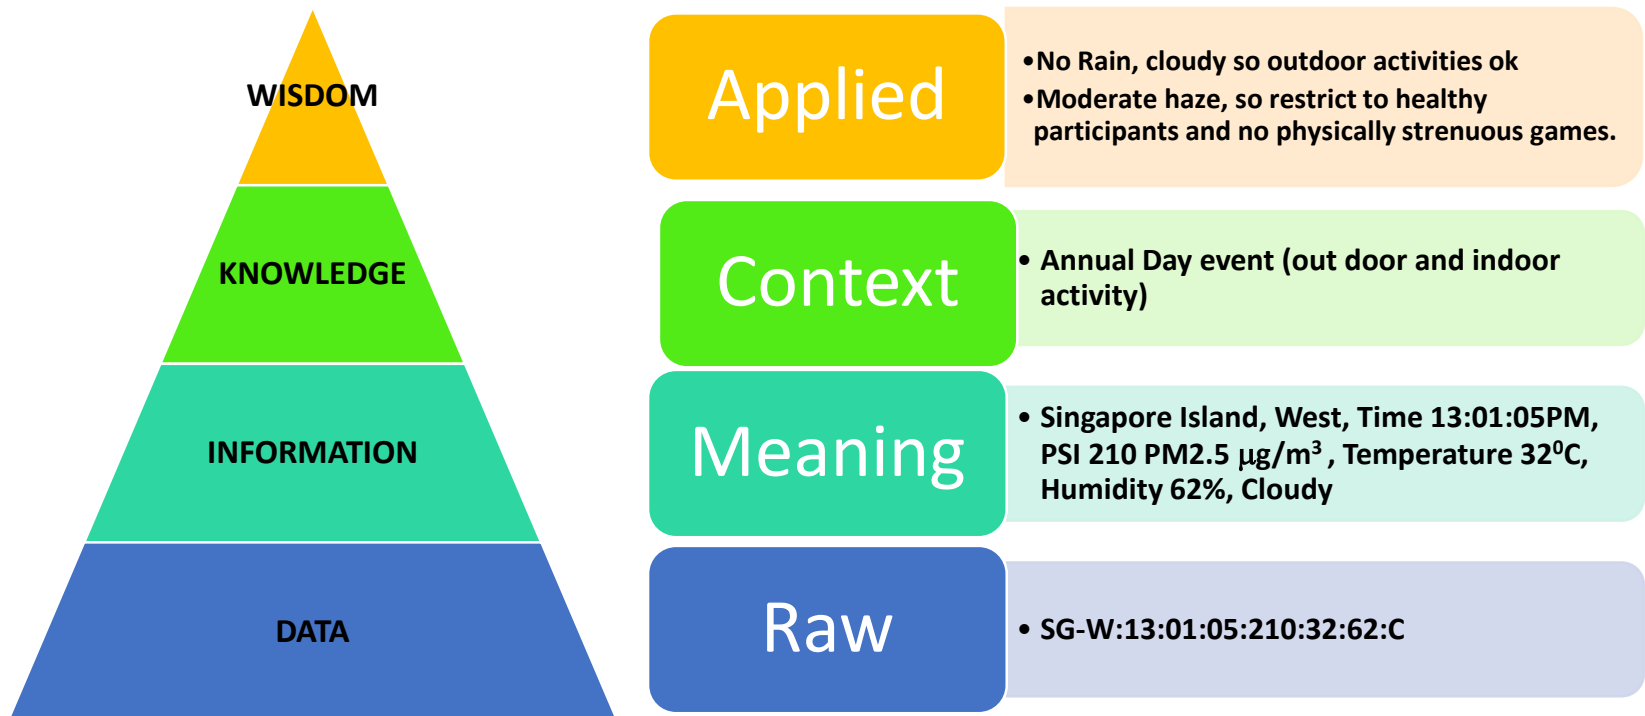 WISDOM
Applied
•No Rain, cloudy so outdoor activities ok
•Moderate haze, so restrict to healthy
participants and no physically strenuous games.
KNOWLEDGE
Context
• Annual Day event (out door and indoor
activity)
INFORMATION
Meaning
• Singapore Island, West, Time 13:01:05PM,
PSI 210 PM2.5 μg/m³ , Temperature 32⁰C,
Humidity 62%, Cloudy
DATA
Raw
• SG-W:13:01:05:210:32:62:C